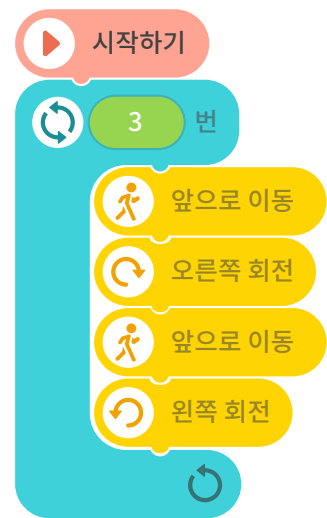 시작하기
3 번
앞으로 이동
오른쪽 회전
앞으로 이동
왼쪽 회전